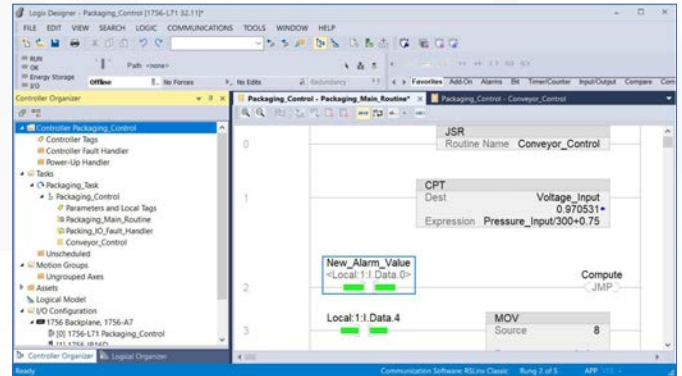 Logix Designer - Packaging_Control [1756-L71 32.11]*
FILE EDIT VIEW SEARCH LOGIC COMMUNICATIONS TOOLS WINDOW HELP
RUN
OK
Energy Storage
I/O
Path: <none>
Offline
No Forces
No Edits
Redundancy
Favorites Add-On Alarms Bit Timer/Counter Input/Output Compare Com
Controller Organizer
Packaging_Control - Packaging_Main_Routine*
Packaging_Control - Conveyor_Control
Controller Packaging_Control
Controller Tags
Controller Fault Handler
Power-Up Handler
Tasks
Packaging_Task
Packaging_Control
Parameters and Local Tags
Packaging_Main_Routine
Packing_IO_Fault_Handler
Conveyor_Control
Unscheduled
Motion Groups
Ungrouped Axes
Assets
Logical Model
I/O Configuration
1756 Backplane, 1756-A7
[0] 1756-L71 Packaging_Control
[1] 1756-IB16D
Controller Organizer
Logical Organizer
0
JSR
Routine Name Conveyor_Control
1
CPT
Dest Voltage_Input
0.970531
Expression Pressure_Input/300+0.75
2
New_Alarm_Value
<Local:1:I.Data.0>
Compute
JMP
3
Local:1:I.Data.4
MOV
Source 8
Ready
Communication Software: RSLinx Classic
Rung 2 of 5
APP